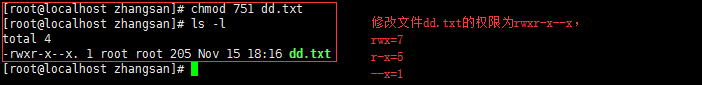 [root@localhost zhangsan]# chmod 751 dd.txt
[root@localhost zhangsan]# ls -l
total 4
-rwxr-x--x. 1 root root 205 Nov 15 18:16 dd.txt
[root@localhost zhangsan]#
修改文件dd.txt的权限为rwxr-x--x,
rwx=7
r-x=5
--x=1